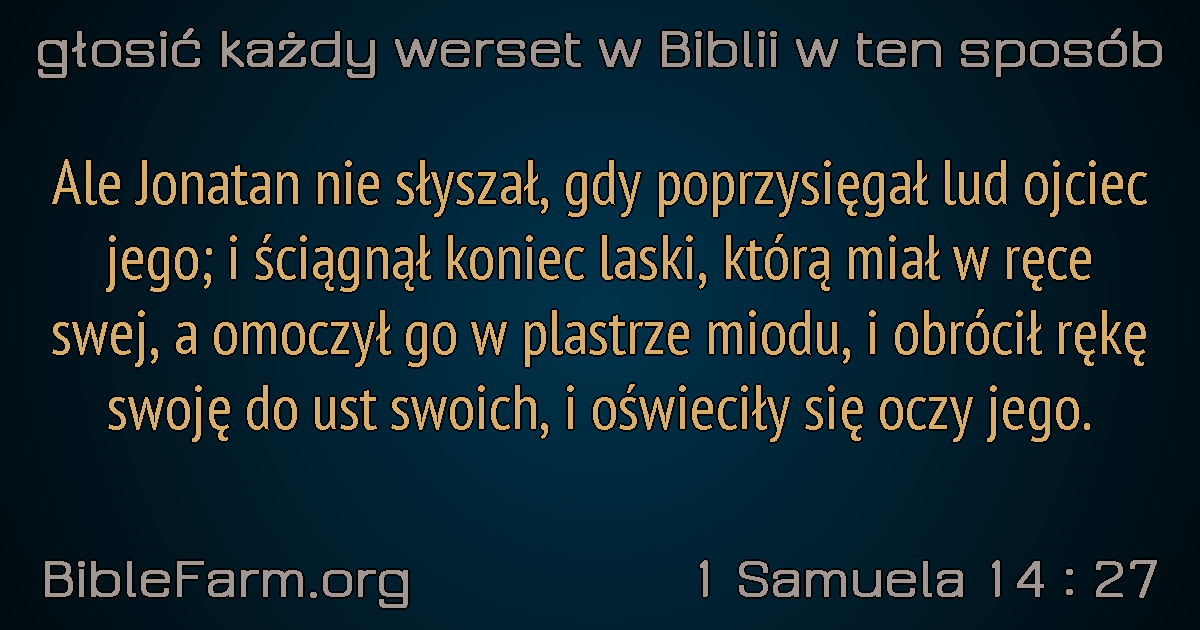 głosić każdy werset w Biblii w ten sposób
Ale Jonatan nie słyszał, gdy poprzysięgał lud ojciec
jego; i ściągnął koniec laski, którą miał w ręce
swej, a omoczył go w plastrze miodu, i obrócił rękę
swoję do ust swoich, i oświeciły się oczy jego.
BibleFarm.org
1 Samuela 14 : 27